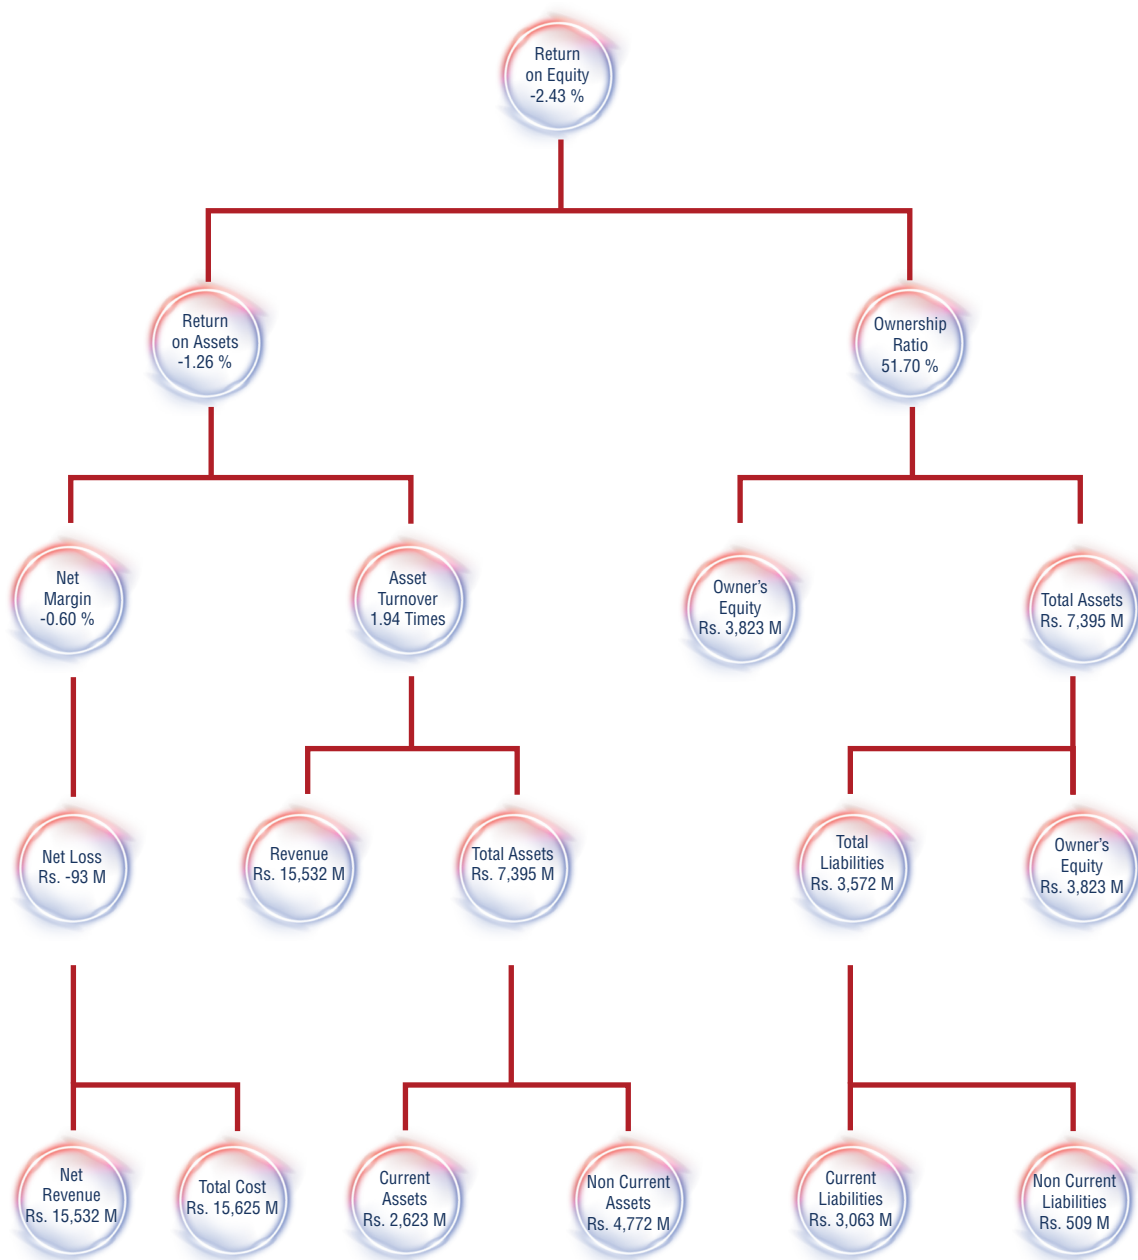 Return
on Equity
-2.43 %
Return
on Assets
-1.26 %
Ownership
Ratio
51.70 %
Net
Margin
-0.60 %
Asset
Turnover
1.94 Times
Owner's
Equity
Rs. 3,823 M
Total Assets
Rs. 7,395 M
Net Loss
Rs. -93 M
Revenue
Rs. 15,532 M
Total Assets
Rs. 7,395 M
Total
Liabilities
Rs. 3,572 M
Owner's
Equity
Rs. 3,823 M
Net
Revenue
Rs. 15,532 M
Total Cost
Rs. 15,625 M
Current
Assets
Rs. 2,623 M
Non Current
Assets
Rs. 4,772 M
Current
Liabilities
Rs. 3,063 M
Non Current
Liabilities
Rs. 509 M